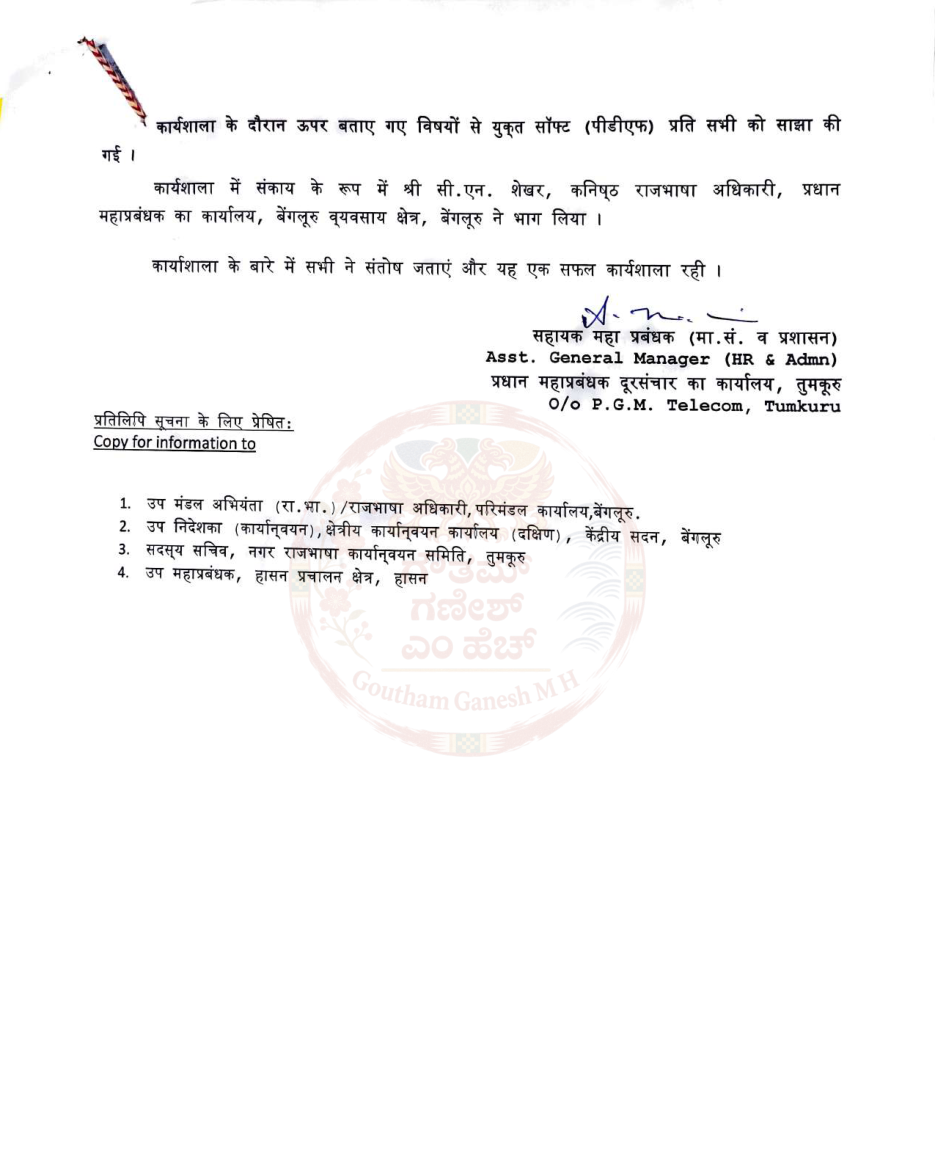 कार्यशाला के दौरान ऊपर बताए गए विषयों से युक्‌त सॉफ्ट (पीडीएफ) प्रति सभी को साझा की
गई ।
कार्यशाला में संकाय के रूप में श्री सी.एन. शेखर, कनिष्‌ठ राजभाषा अधिकारी, प्रधान
महाप्रबंधक का कार्यालय, बेंगलूरु व्‌यवसाय क्षेत्र, बेंगलूरु ने भाग लिया ।
कार्याशाला के बारे में सभी ने संतोष जताएं और यह एक सफल कार्यशाला रही ।
सहायक महा प्रबंधक (मा.सं. व प्रशासन)
Asst. General Manager (HR & Admn)
प्रधान महाप्रबंधक दूरसंचार का कार्यालय, तुमकूरु
O/o P.G.M. Telecom, Tumkuru
प्रतिलिपि सूचना के लिए प्रेषित:
Copy for information to
1. उप मंडल अभियंता (रा.भा.)/राजभाषा अधिकारी,परिमंडल कार्यालय,बेंगलूरु.
2. उप निदेशका (कार्यान्‌वयन),क्षेत्रीय कार्यान्‌वयन कार्यालय (दक्षिण), केंद्रीय सदन, बेंगलूरु
3. सदस्‌य सचिव, नगर राजभाषा कार्यान्‌वयन समिति, तुमकूरु
4. उप महाप्रबंधक, हासन प्रचालन क्षेत्र, हासन
ಗೌತಮ್
ಗಣೇಶ್
ಎಂ ಹೆಚ್
Goutham Ganesh M H